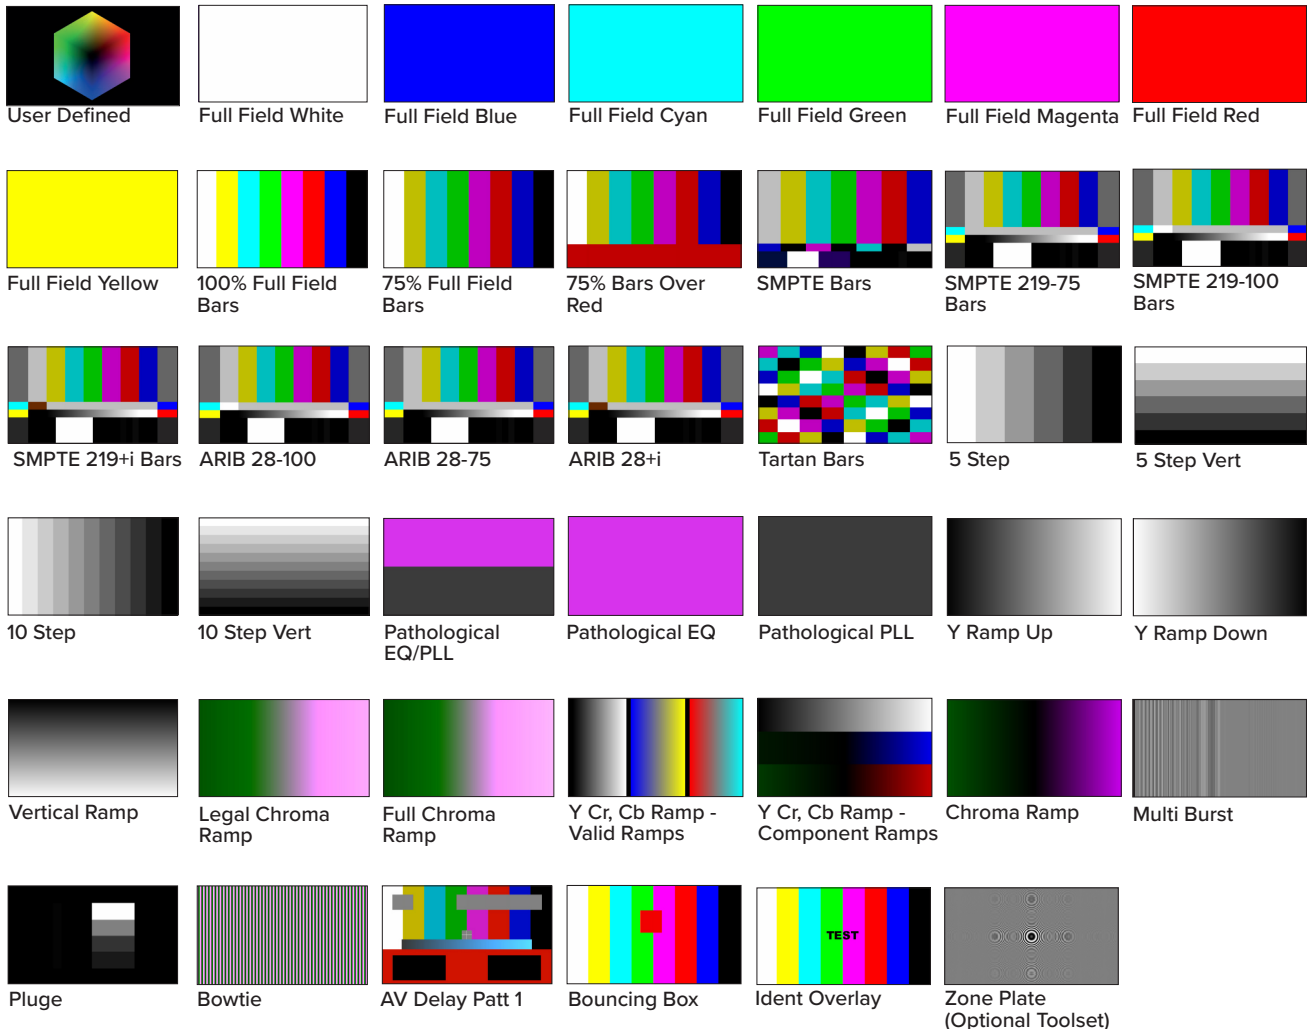 User Defined
Full Field White
Full Field Blue
Full Field Cyan
Full Field Green
Full Field Magenta
Full Field Red
Full Field Yellow
100% Full Field
Bars
75% Full Field
Bars
75% Bars Over
Red
SMPTE Bars
SMPTE 219-75
Bars
SMPTE 219-100
Bars
SMPTE 219+i Bars
ARIB 28-100
ARIB 28-75
ARIB 28+i
Tartan Bars
5 Step
5 Step Vert
10 Step
10 Step Vert
Pathological
EQ/PLL
Pathological EQ
Pathological PLL
Y Ramp Up
Y Ramp Down
Vertical Ramp
Legal Chroma
Ramp
Full Chroma
Ramp
Y Cr, Cb Ramp -
Valid Ramps
Y Cr, Cb Ramp -
Component Ramps
Chroma Ramp
Multi Burst
Pluge
Bowtie
AV Delay Patt 1
Bouncing Box
TEST
Ident Overlay
Zone Plate
(Optional Toolset)